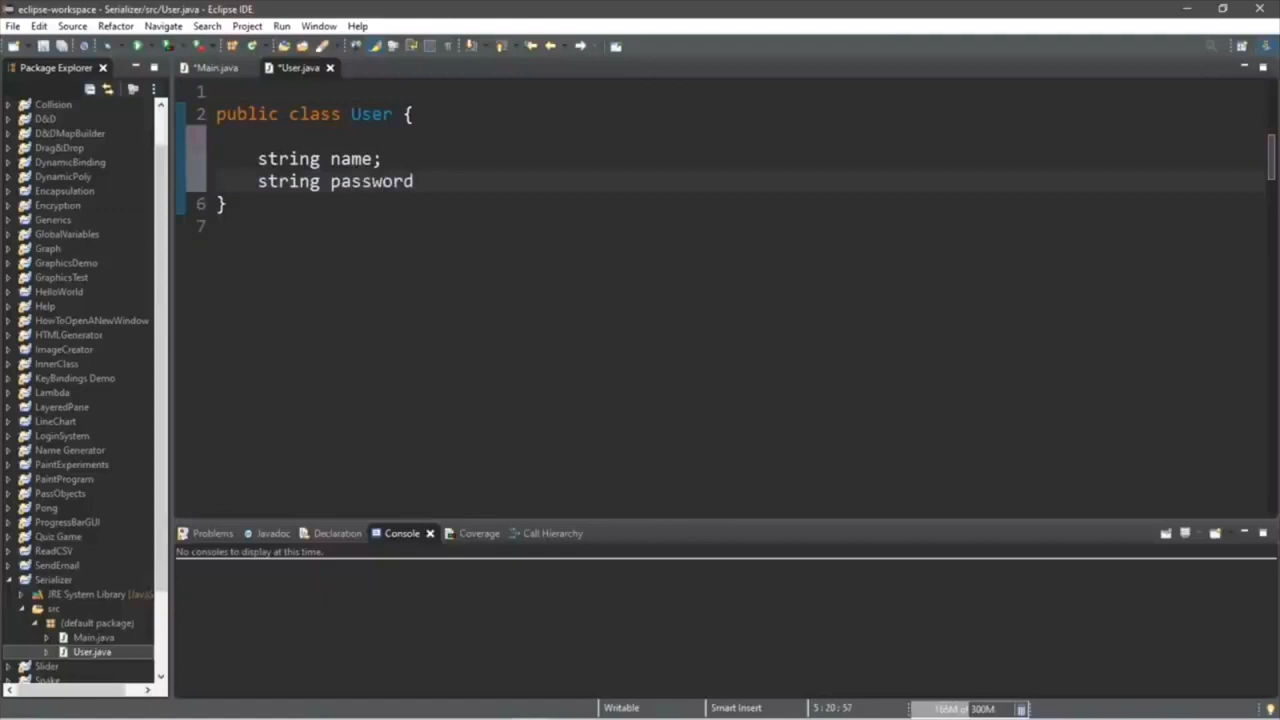 eclipse-workspace - Serializer/src/User.java - Eclipse IDE
File Edit Source Refactor Navigate Search Project Run Window Help
Package Explorer
*Main.java *User.java
Collision
D&D
D&DMapBuilder
Drag&Drop
DynamicBinding
DynamicPoly
Encapsulation
Encryption
Generics
GlobalVariables
Graph
GraphicsDemo
GraphicsTest
HelloWorld
Help
HowToOpenANewWindow
HTMLGenerator
ImageCreator
InnerClass
KeyBindings Demo
Lambda
LayeredPane
LineChart
LoginSystem
Name Generator
PaintExperiments
PaintProgram
PassObjects
Pong
ProgressBarGUI
Quiz Game
ReadCSV
SendEmail
Serializer
JRE System Library [JavaS
src
(default package)
Main.java
User.java
Slider
Snake
1
2 public class User {
string name;
string password
6 }
7
Problems Javadoc Declaration Console Coverage Call Hierarchy
No consoles to display at this time.
Writable Smart Insert 5 : 20 : 57 166M of 300M